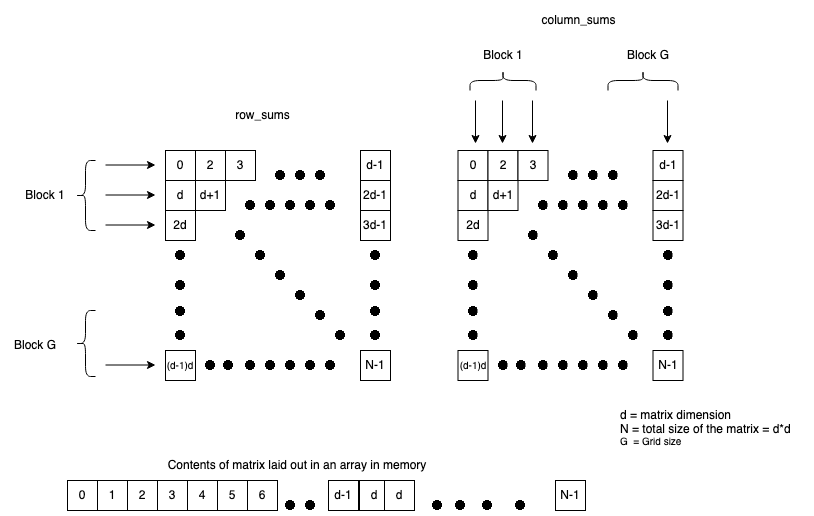 column_sums
Block 1
Block G
row_sums
0 2 3 d-1
0 2 3 d-1
Block 1
d d+1 2d-1
d d+1 2d-1
2d 3d-1
2d 3d-1
Block G
(d-1)d N-1
(d-1)d N-1
d = matrix dimension
N = total size of the matrix = d*d
G = Grid size
Contents of matrix laid out in an array in memory
0 1 2 3 4 5 6 d-1 d d N-1